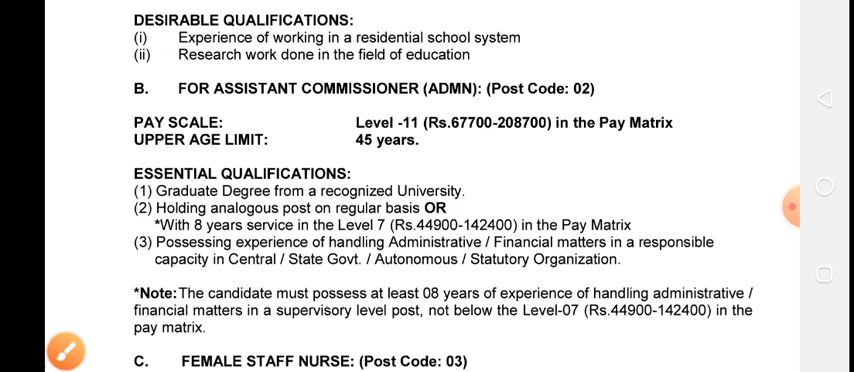 DESIRABLE QUALIFICATIONS:
(i) Experience of working in a residential school system
(ii) Research work done in the field of education
B. FOR ASSISTANT COMMISSIONER (ADMN): (Post Code: 02)
PAY SCALE: Level -11 (Rs.67700-208700) in the Pay Matrix
UPPER AGE LIMIT: 45 years.
ESSENTIAL QUALIFICATIONS:
(1) Graduate Degree from a recognized University.
(2) Holding analogous post on regular basis OR
*With 8 years service in the Level 7 (Rs.44900-142400) in the Pay Matrix
(3) Possessing experience of handling Administrative / Financial matters in a responsible
capacity in Central / State Govt. / Autonomous / Statutory Organization.
*Note: The candidate must possess at least 08 years of experience of handling administrative /
financial matters in a supervisory level post, not below the Level-07 (Rs.44900-142400) in the
pay matrix.
C. FEMALE STAFF NURSE: (Post Code: 03)